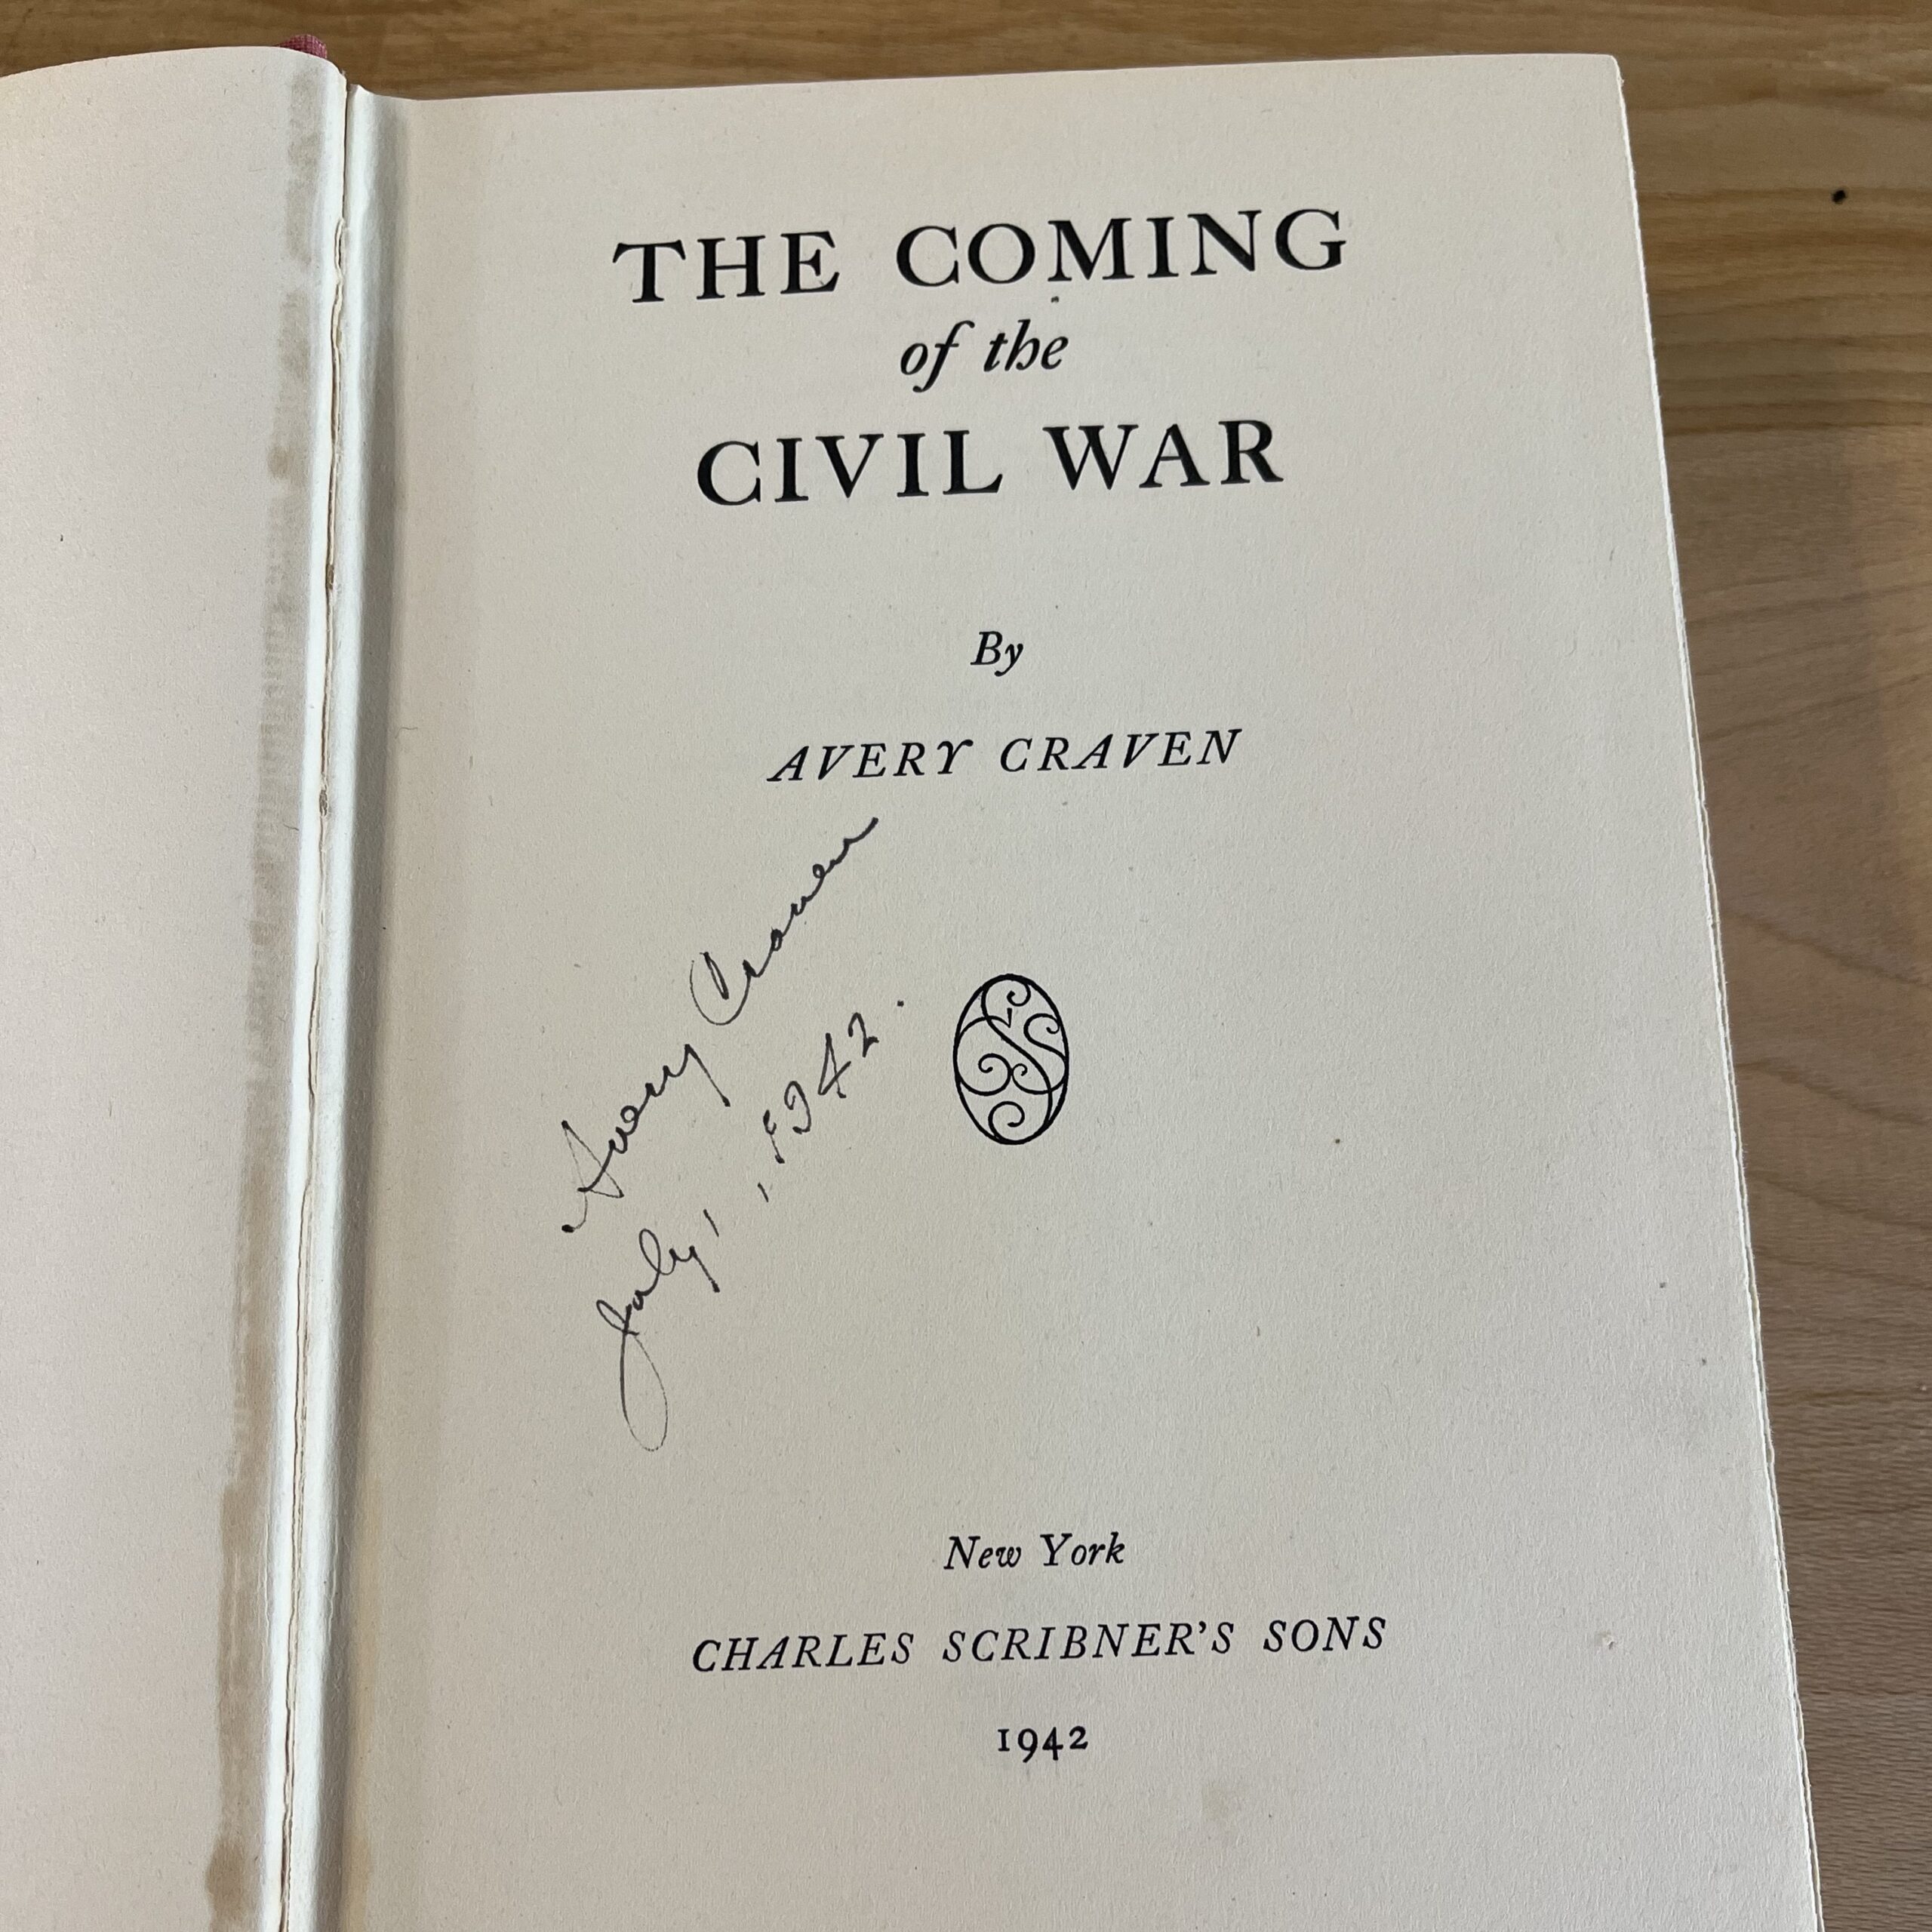 THE COMING
of the
CIVIL WAR
By
AVERY CRAVEN
Avery Craven
July 1, 1942.
New York
CHARLES SCRIBNER'S SONS
1942